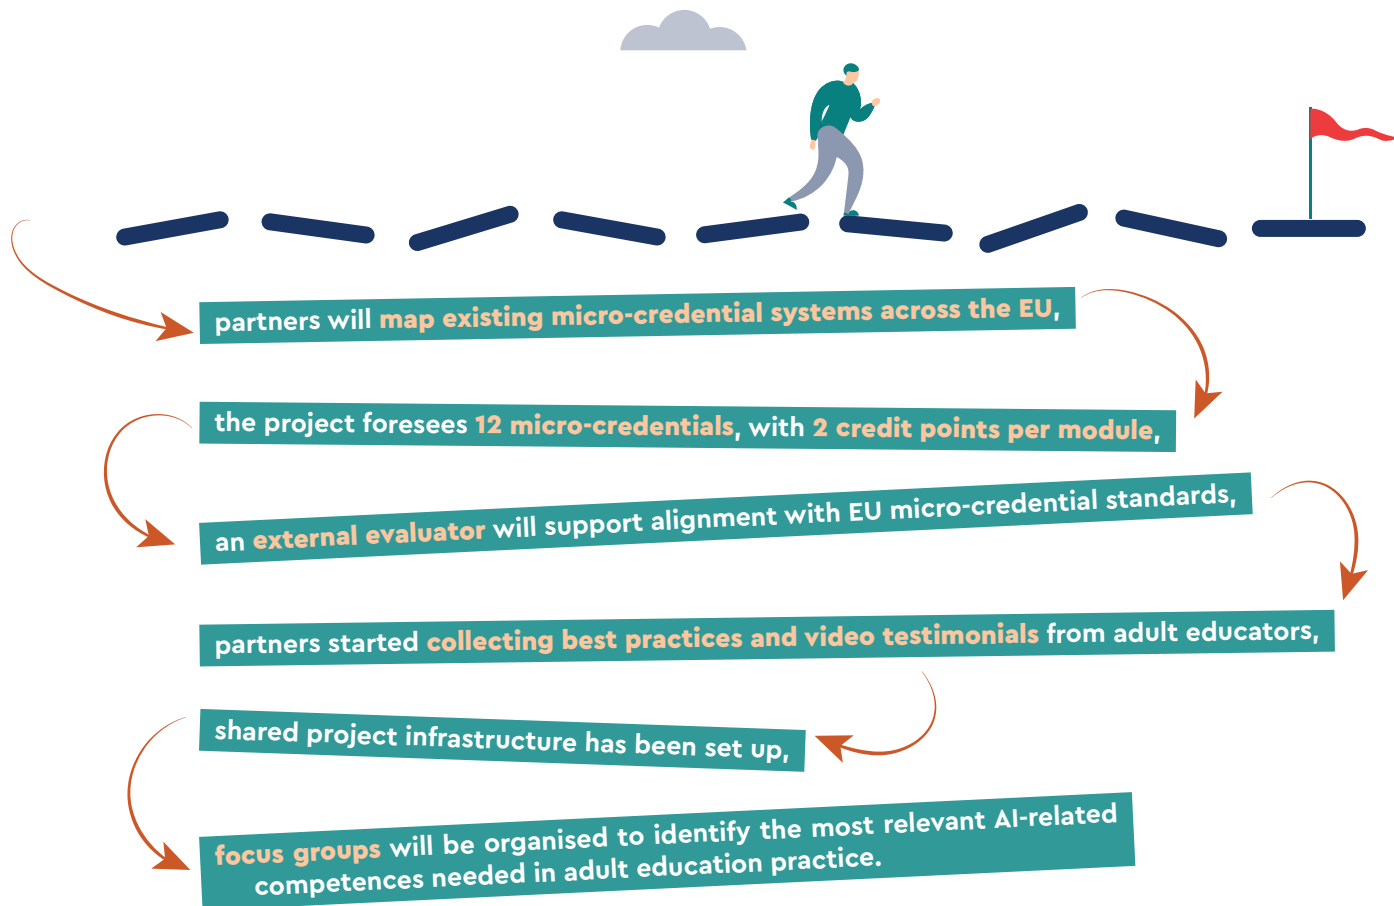 partners will map existing micro-credential systems across the EU,
the project foresees 12 micro-credentials, with 2 credit points per module,
an external evaluator will support alignment with EU micro-credential standards,
partners started collecting best practices and video testimonials from adult educators,
shared project infrastructure has been set up,
focus groups will be organised to identify the most relevant AI-related
competences needed in adult education practice.